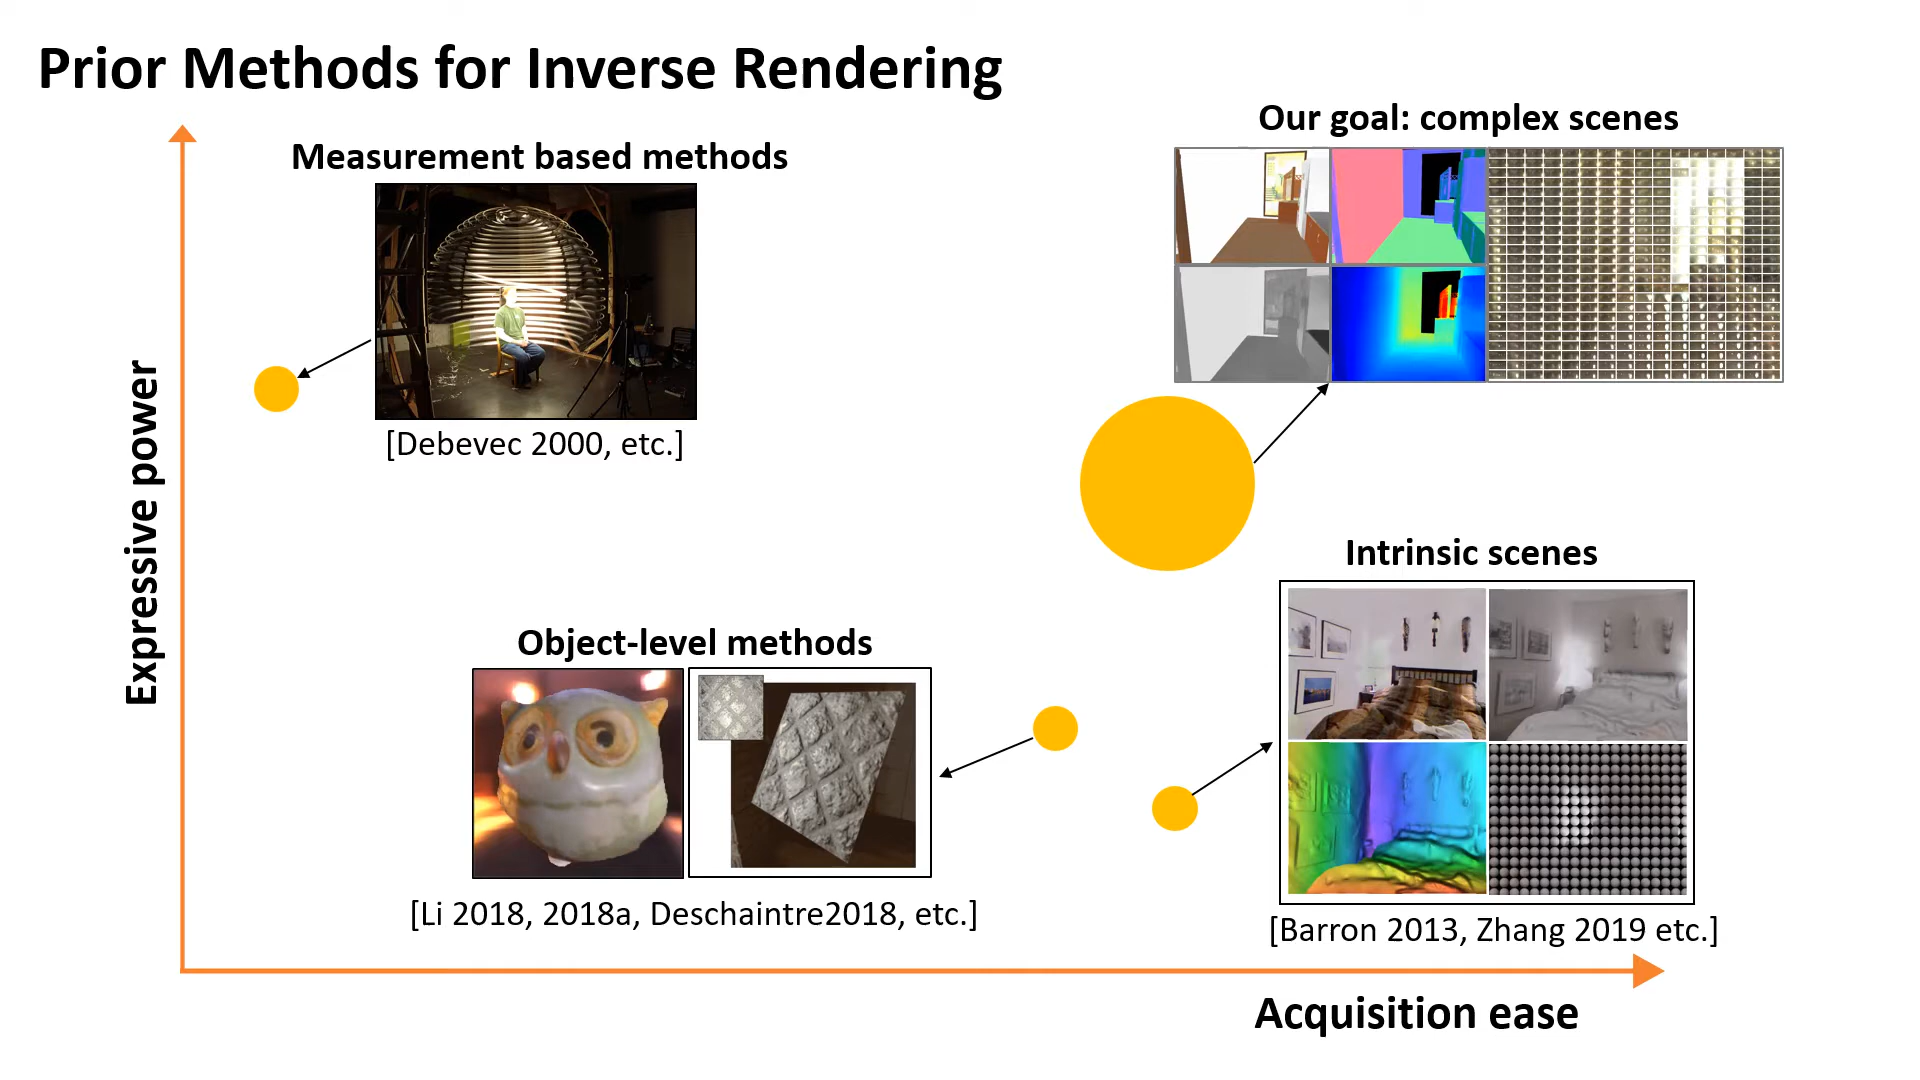 Prior Methods for Inverse Rendering
Our goal: complex scenes
Measurement based methods
[Debevec 2000, etc.]
Expressive power
Intrinsic scenes
Object-level methods
[Li 2018, 2018a, Deschaintre2018, etc.]
[Barron 2013, Zhang 2019 etc.]
Acquisition ease